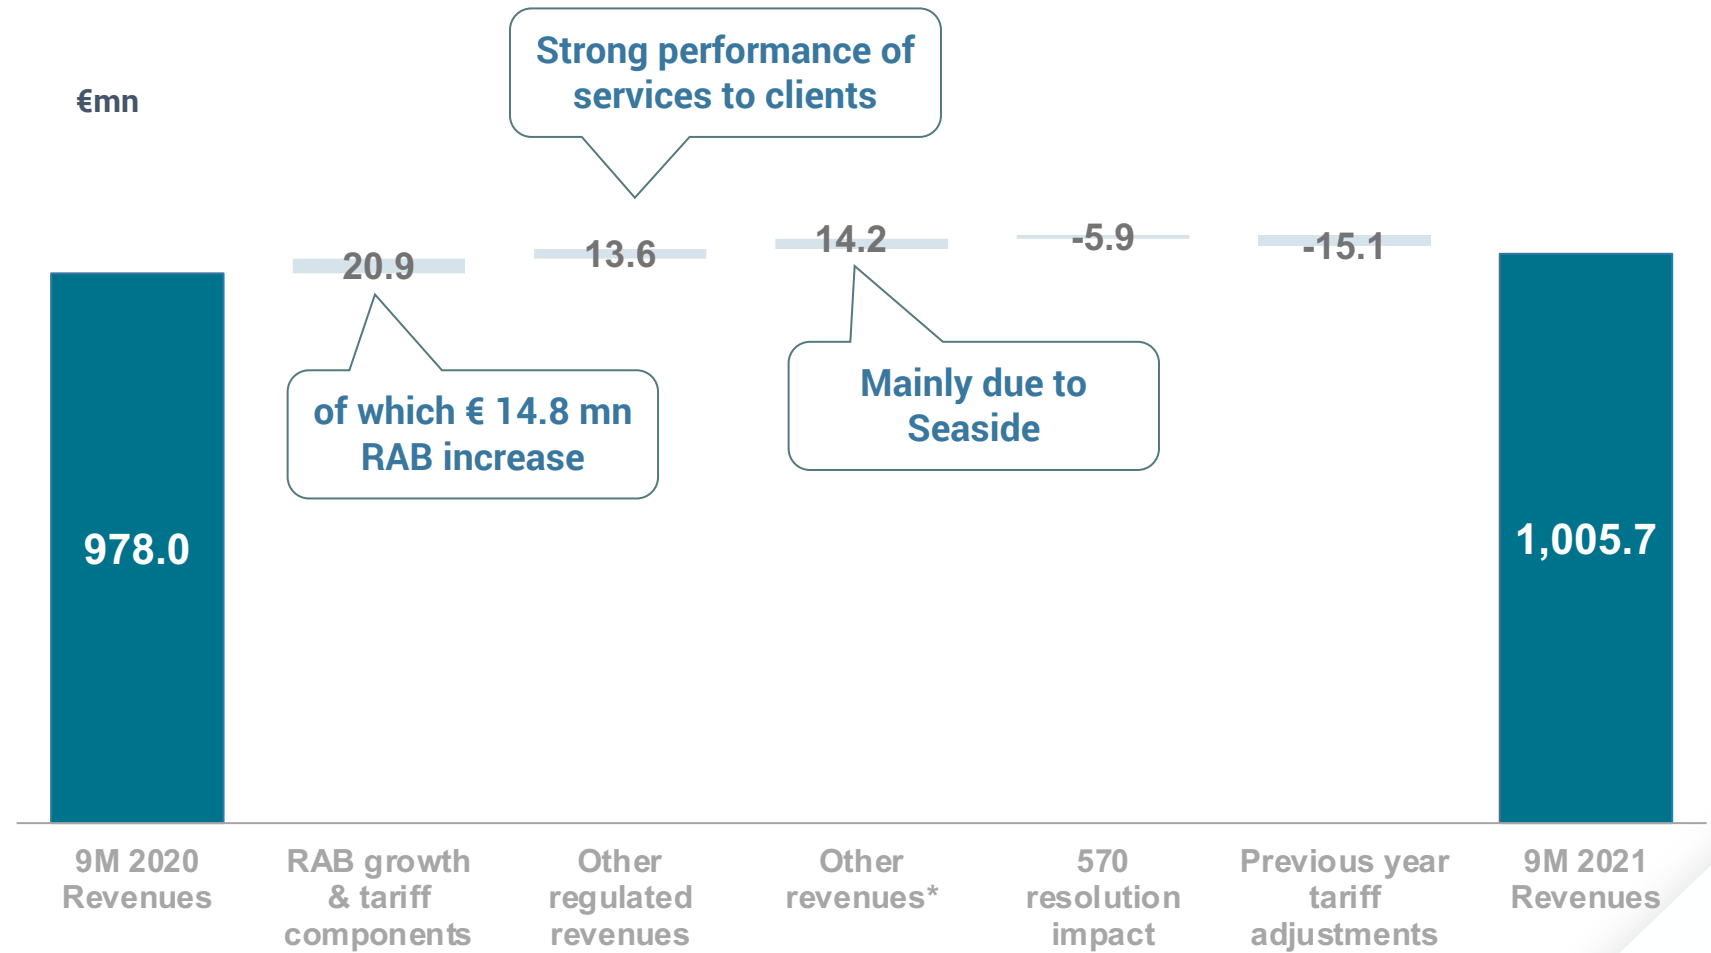 Strong performance of
services to clients
€mn
20.9
13.6
14.2
-5.9
-15.1
of which € 14.8 mn
RAB increase
Mainly due to
Seaside
978.0
1,005.7
9M 2020
Revenues
RAB growth
& tariff
components
Other
regulated
revenues
Other
revenues*
570
resolution
impact
Previous year
tariff
adjustments
9M 2021
Revenues